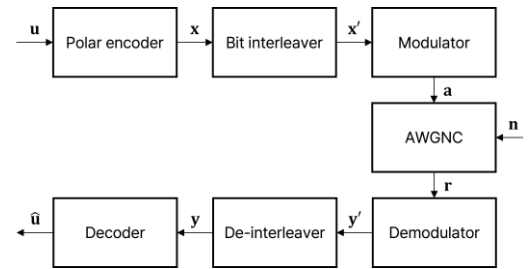 u
Polar encoder
x
Bit interleaver
x′
Modulator
a
AWGNC
n
r
û
Decoder
y
De-interleaver
y′
Demodulator